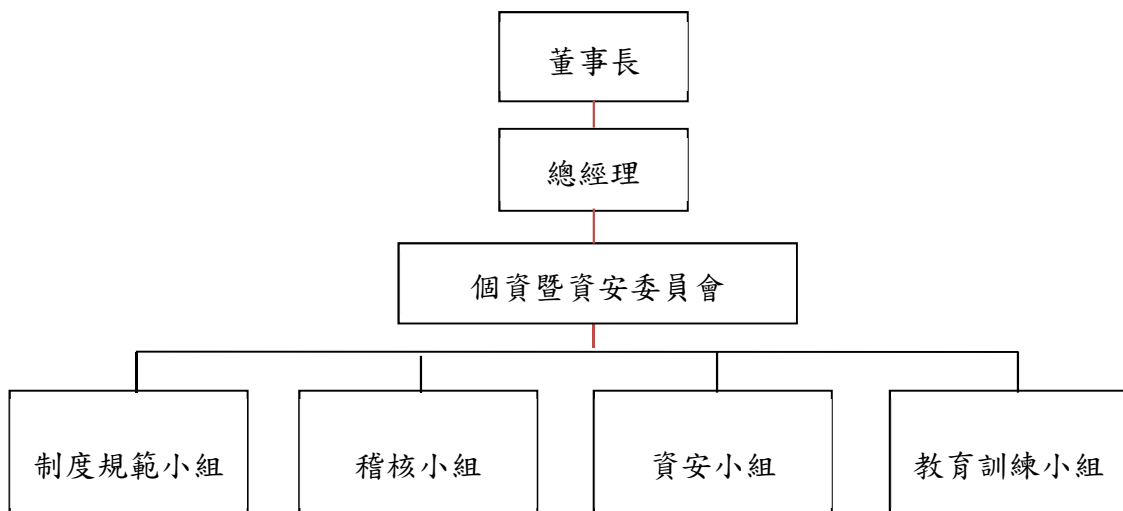 董事長
總經理
個資暨資安委員會
制度規範小組
稽核小組
資安小組
教育訓練小組